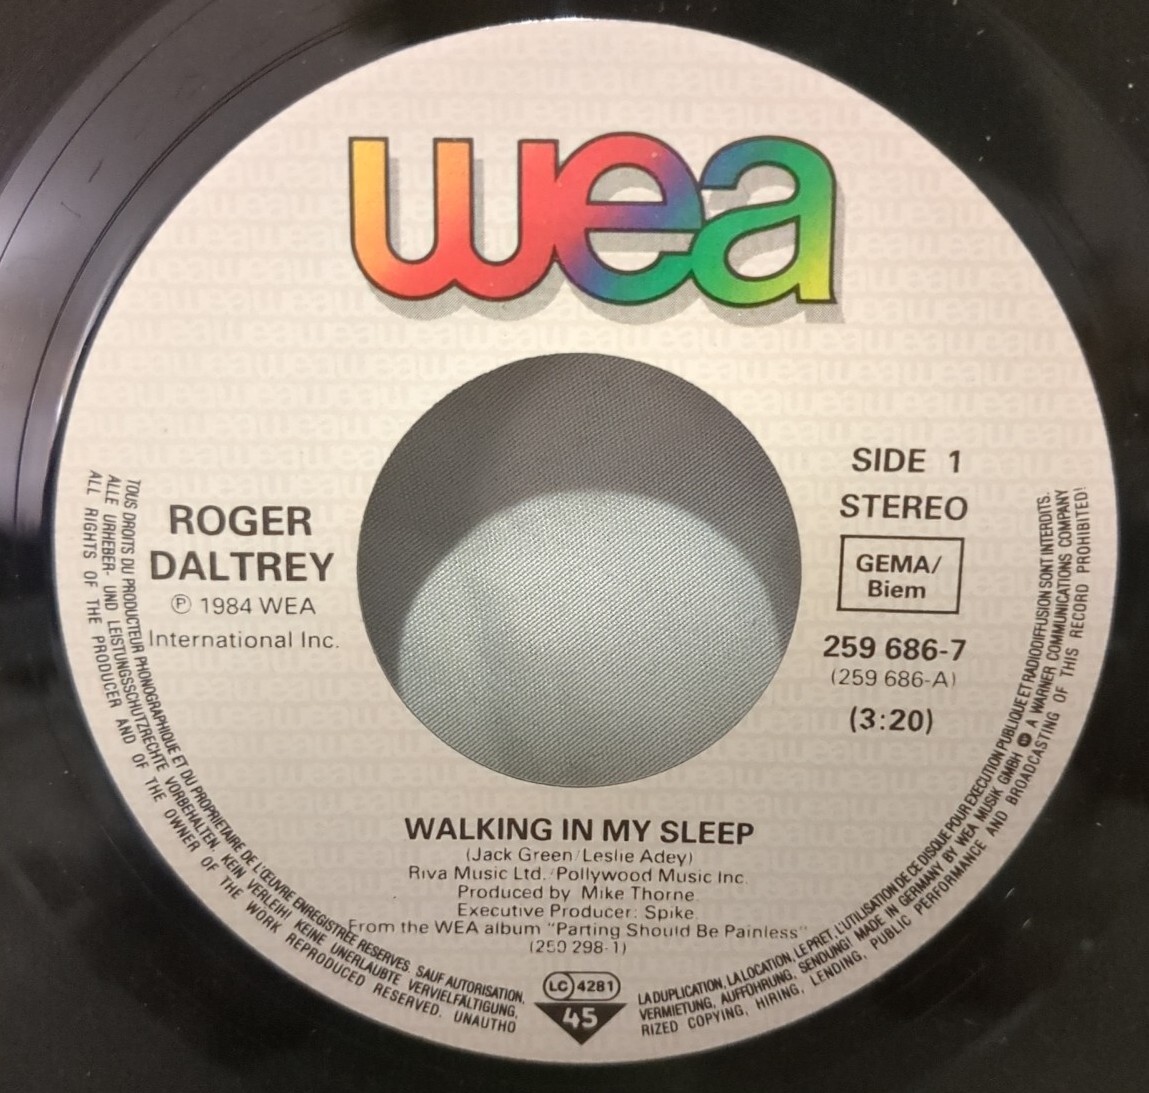 wea
SIDE 1
STEREO
GEMA/
Biem
259 686-7
(259 686-A)
(3:20)
ROGER
DALTREY
℗ 1984 WEA
International Inc.
WALKING IN MY SLEEP
(Jack Green/Leslie Adey)
Riva Music Ltd./Pollywood Music Inc.
Produced by Mike Thorne
Executive Producer: Spike
From the WEA album "Parting Should Be Painless"
(250 298-1)
LC 4281
45
TOUS DROITS DU PRODUCTEUR PHONOGRAPHIQUE ET DU PROPRIETAIRE DE L'ŒUVRE ENREGISTRÉE RESERVES. SAUF AUTORISATION,
LA DUPLICATION, LA LOCATION, LE PRET, L'UTILISATION DE CE DISQUE POUR EXECUTION PUBLIQUE ET RADIODIFFUSION SONT INTERDITS.
ALLE URHEBER- UND LEISTUNGSSCHUTZRECHTE VORBEHALTEN. KEIN VERLEIH! KEINE UNERLAUBTE VERVIELFÄLTIGUNG,
VERMIETUNG, AUFFÜHRUNG, SENDUNG! MADE IN GERMANY BY WEA MUSIK GMBH A WARNER COMMUNICATIONS COMPANY
ALL RIGHTS OF THE PRODUCER AND OF THE OWNER OF THE WORK REPRODUCED RESERVED. UNAUTHO
RIZED COPYING, HIRING, LENDING, PUBLIC PERFORMANCE AND BROADCASTING OF THIS RECORD PROHIBITED!